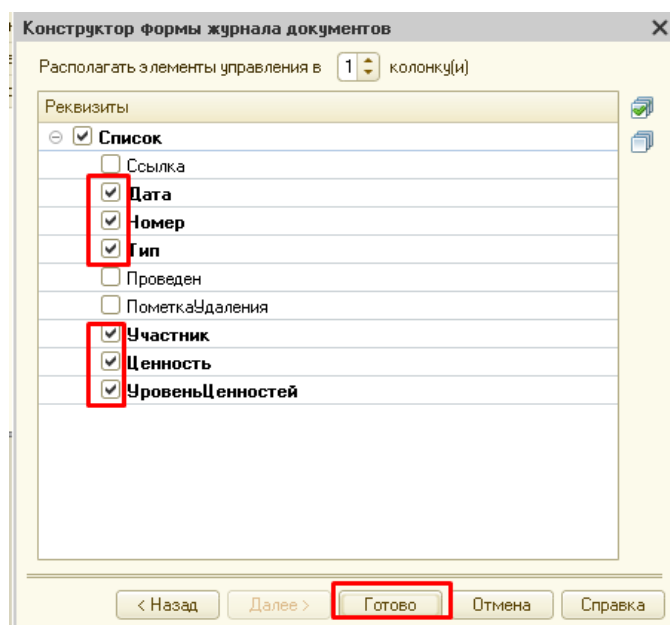 Конструктор формы журнала документов
Располагать элементы управления в 1 колонку(и)
Реквизиты
Список
Ссылка
Дата
Номер
Тип
Проведен
ПометкаУдаления
Участник
Ценность
УровеньЦенностей
< Назад Далее > Готово Отмена Справка